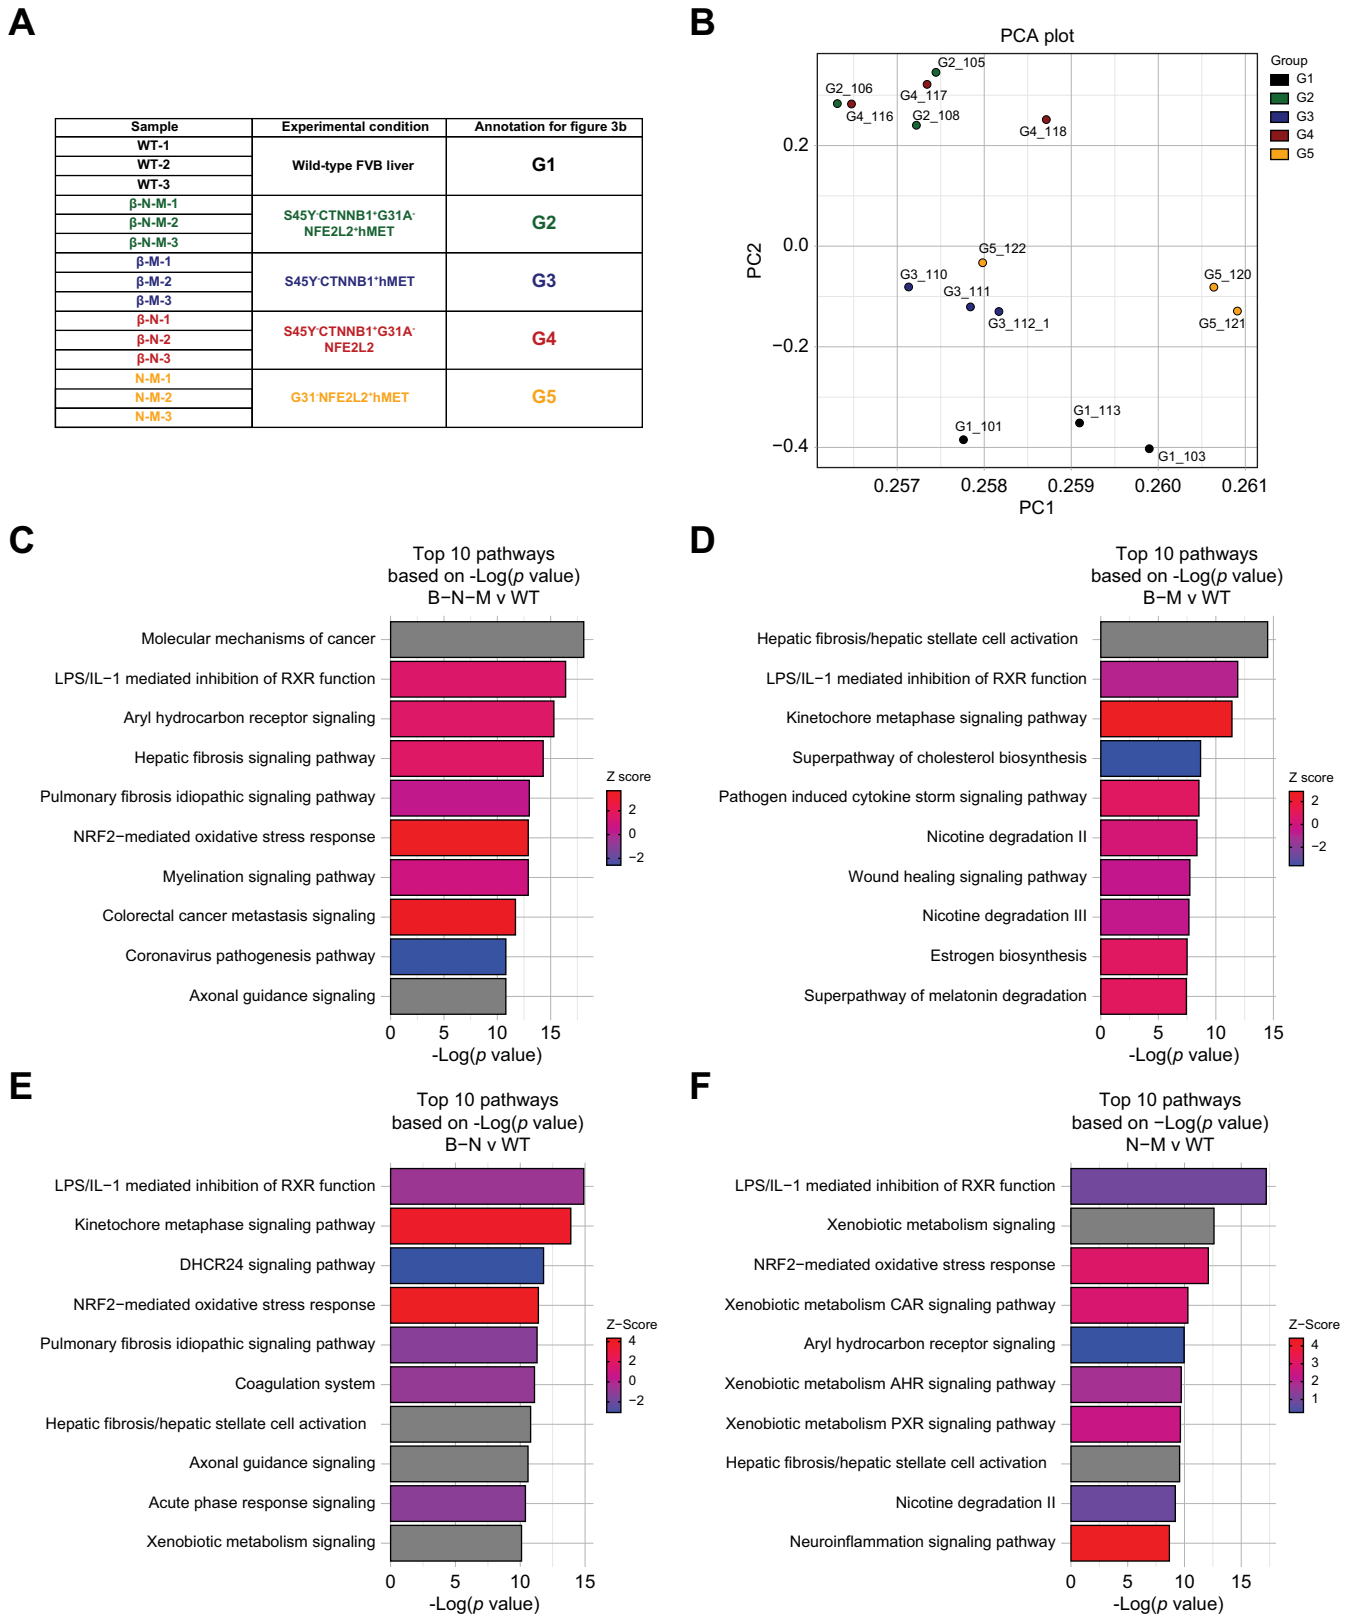 A
Sample Experimental condition Annotation for figure 3b
WT-1
WT-2 Wild-type FVB liver G1
WT-3
β-N-M-1
β-N-M-2 S45Y-CTNNB1+G31A-NFE2L2+hMET G2
β-N-M-3
β-M-1
β-M-2 S45Y-CTNNB1+hMET G3
β-M-3
β-N-1
β-N-2 S45Y-CTNNB1+G31A-NFE2L2 G4
β-N-3
N-M-1
N-M-2 G31-NFE2L2+hMET G5
N-M-3
B
PCA plot
G2_105
G2_106
G4_117
G4_116
G2_108
G4_118
G5_122
G3_110
G3_111
G3_112_1
G5_120
G5_121
G1_113
G1_101
G1_103
0.2
0.0
−0.2
−0.4
PC2
0.257 0.258 0.259 0.260 0.261
PC1
Group
G1
G2
G3
G4
G5
C
Top 10 pathways
based on -Log(p value)
B−N−M v WT
Molecular mechanisms of cancer
LPS/IL−1 mediated inhibition of RXR function
Aryl hydrocarbon receptor signaling
Hepatic fibrosis signaling pathway
Pulmonary fibrosis idiopathic signaling pathway
NRF2−mediated oxidative stress response
Myelination signaling pathway
Colorectal cancer metastasis signaling
Coronavirus pathogenesis pathway
Axonal guidance signaling
0 5 10 15
-Log(p value)
Z score
2
0
−2
D
Top 10 pathways
based on -Log(p value)
B−M v WT
Hepatic fibrosis/hepatic stellate cell activation
LPS/IL−1 mediated inhibition of RXR function
Kinetochore metaphase signaling pathway
Superpathway of cholesterol biosynthesis
Pathogen induced cytokine storm signaling pathway
Nicotine degradation II
Wound healing signaling pathway
Nicotine degradation III
Estrogen biosynthesis
Superpathway of melatonin degradation
0 5 10 15
-Log(p value)
Z score
2
0
−2
E
Top 10 pathways
based on -Log(p value)
B−N v WT
LPS/IL−1 mediated inhibition of RXR function
Kinetochore metaphase signaling pathway
DHCR24 signaling pathway
NRF2−mediated oxidative stress response
Pulmonary fibrosis idiopathic signaling pathway
Coagulation system
Hepatic fibrosis/hepatic stellate cell activation
Axonal guidance signaling
Acute phase response signaling
Xenobiotic metabolism signaling
0 5 10 15
-Log(p value)
Z−Score
4
2
0
−2
F
Top 10 pathways
based on −Log(p value)
N−M v WT
LPS/IL−1 mediated inhibition of RXR function
Xenobiotic metabolism signaling
NRF2−mediated oxidative stress response
Xenobiotic metabolism CAR signaling pathway
Aryl hydrocarbon receptor signaling
Xenobiotic metabolism AHR signaling pathway
Xenobiotic metabolism PXR signaling pathway
Hepatic fibrosis/hepatic stellate cell activation
Nicotine degradation II
Neuroinflammation signaling pathway
0 5 10 15
-Log(p value)
Z−Score
4
3
2
1